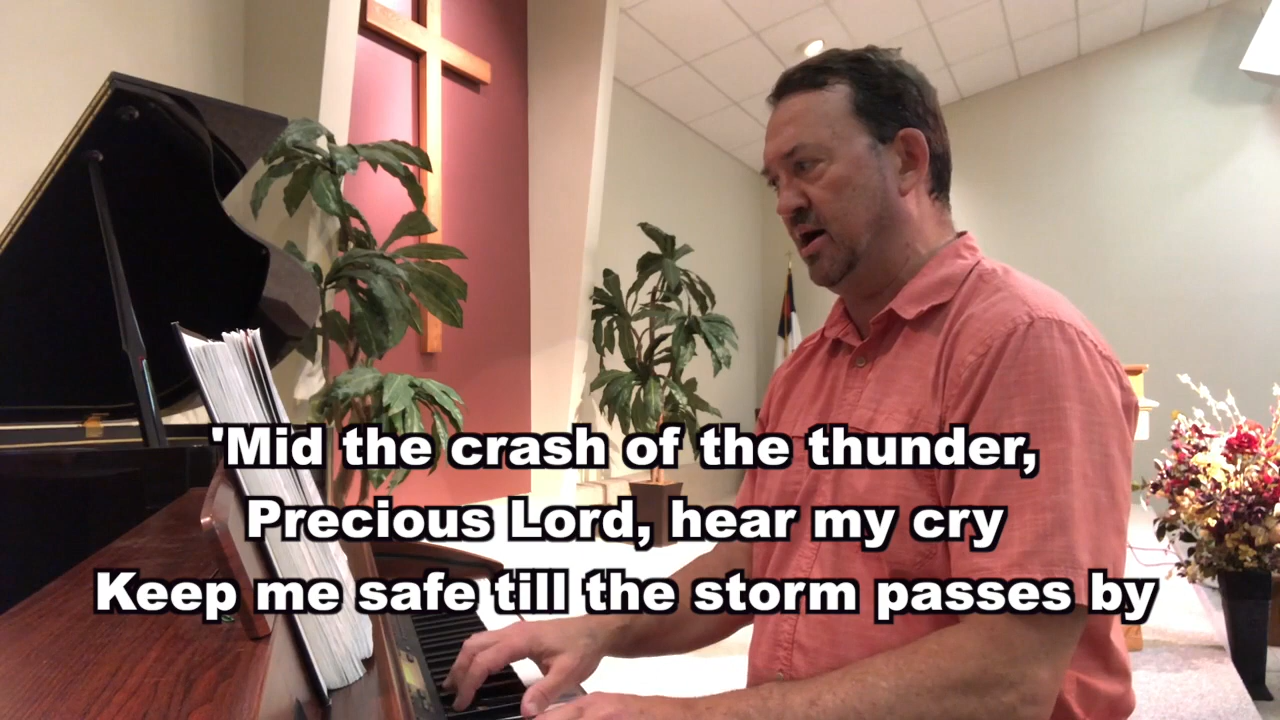 'Mid the crash of the thunder,
Precious Lord, hear my cry
Keep me safe till the storm passes by